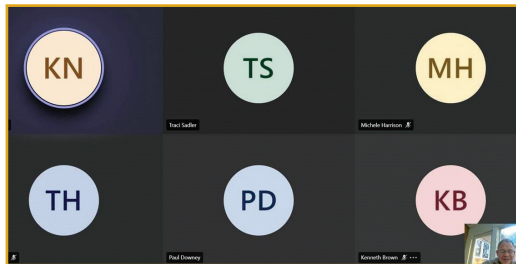 KN
TS
MH
Traci Sadler
Michele Harrison
TH
PD
KB
Paul Downey
Kenneth Brown